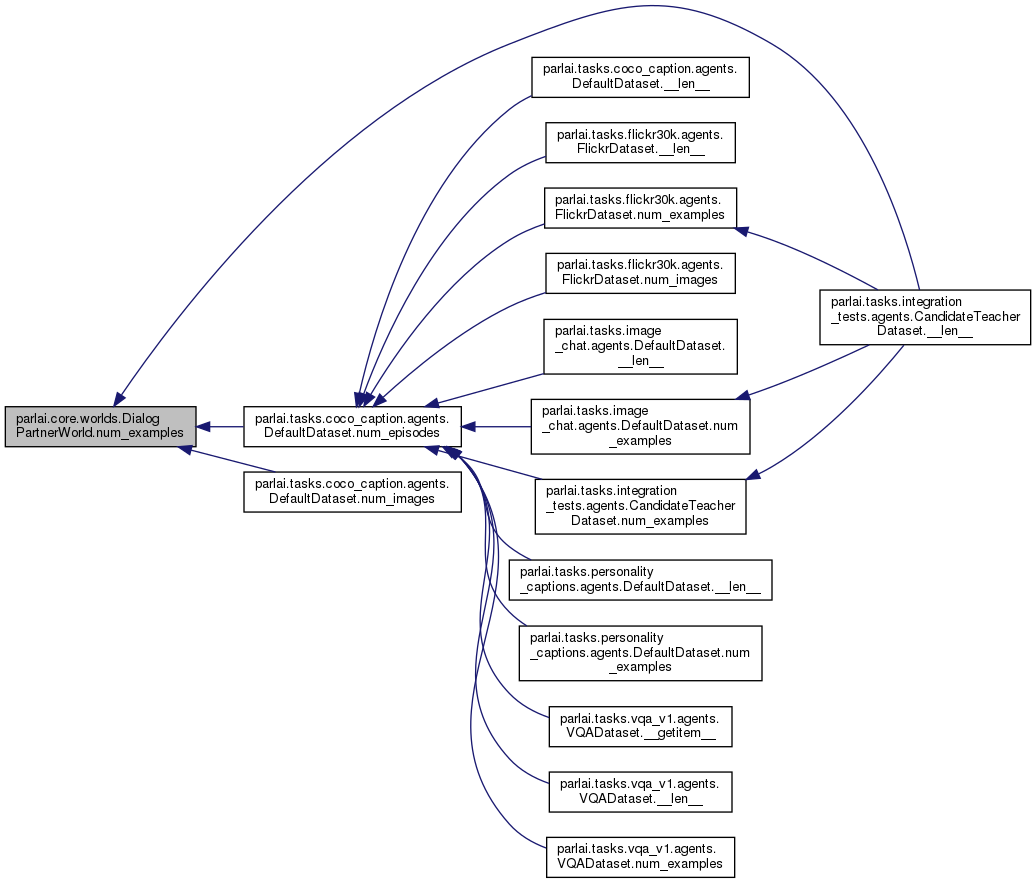 parlai.core.worlds.Dialog
PartnerWorld.num_examples
parlai.tasks.coco_caption.agents.
DefaultDataset.num_episodes
parlai.tasks.coco_caption.agents.
DefaultDataset.num_images
parlai.tasks.coco_caption.agents.
DefaultDataset.__len__
parlai.tasks.flickr30k.agents.
FlickrDataset.__len__
parlai.tasks.flickr30k.agents.
FlickrDataset.num_examples
parlai.tasks.flickr30k.agents.
FlickrDataset.num_images
parlai.tasks.image
_chat.agents.DefaultDataset.
__len__
parlai.tasks.image
_chat.agents.DefaultDataset.num
_examples
parlai.tasks.integration
_tests.agents.CandidateTeacher
Dataset.num_examples
parlai.tasks.personality
_captions.agents.DefaultDataset.__len__
parlai.tasks.personality
_captions.agents.DefaultDataset.num
_examples
parlai.tasks.vqa_v1.agents.
VQADataset.__getitem__
parlai.tasks.vqa_v1.agents.
VQADataset.__len__
parlai.tasks.vqa_v1.agents.
VQADataset.num_examples
parlai.tasks.integration
_tests.agents.CandidateTeacher
Dataset.__len__